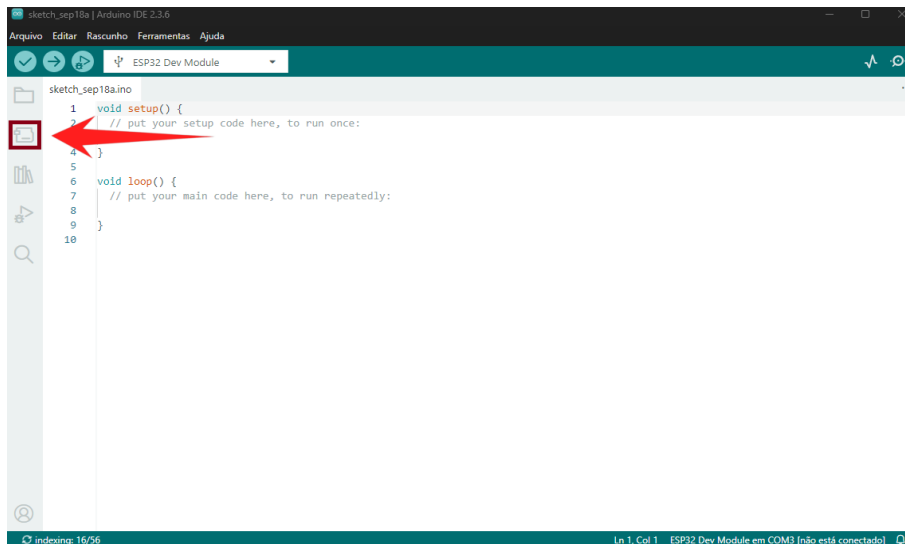 sketch_sep18a | Arduino IDE 2.3.6
Arquivo Editar Rascunho Ferramentas Ajuda
ESP32 Dev Module
sketch_sep18a.ino
1 void setup() {
2 // put your setup code here, to run once:
4 }
5
6 void loop() {
7 // put your main code here, to run repeatedly:
8
9 }
10
indexing: 16/56 Ln 1, Col 1 ESP32 Dev Module em COM3 [não está conectado]